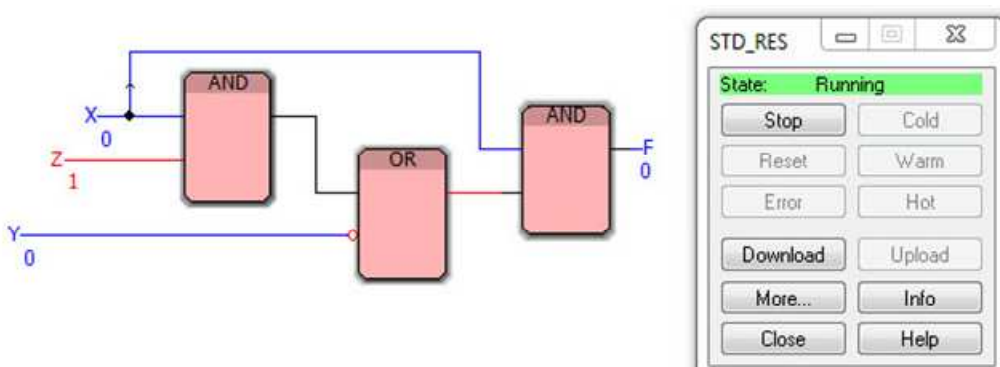 AND
X
0
Z
1
OR
Y
0
AND
F
0
STD_RES
State: Running
Stop Cold
Reset Warm
Error Hot
Download Upload
More... Info
Close Help